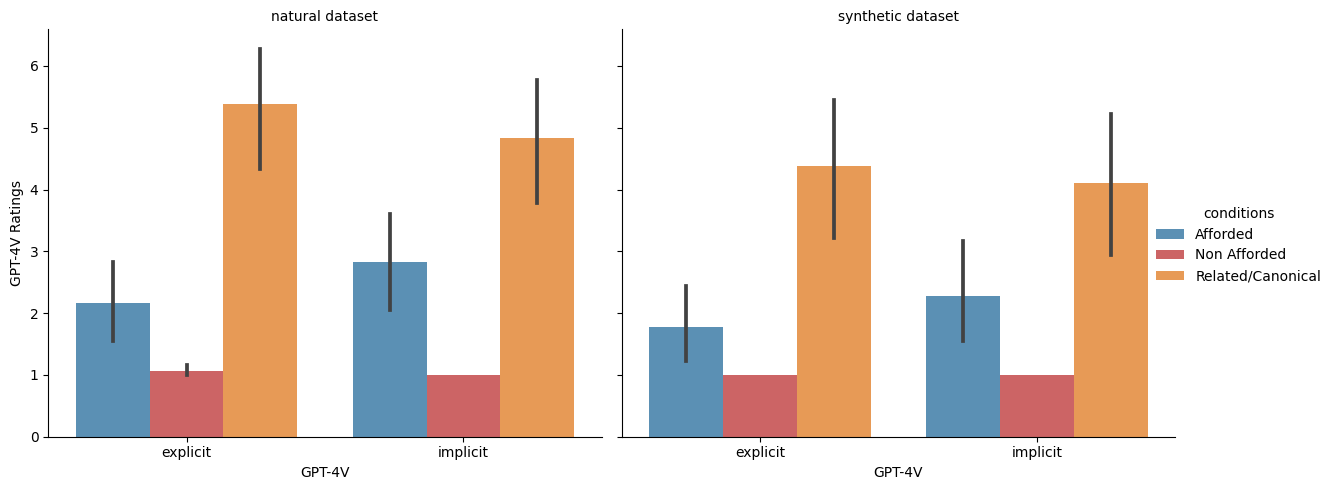 natural dataset
synthetic dataset
GPT-4V Ratings
6
5
4
3
2
1
0
explicit
implicit
GPT-4V
explicit
implicit
GPT-4V
conditions
Afforded
Non Afforded
Related/Canonical